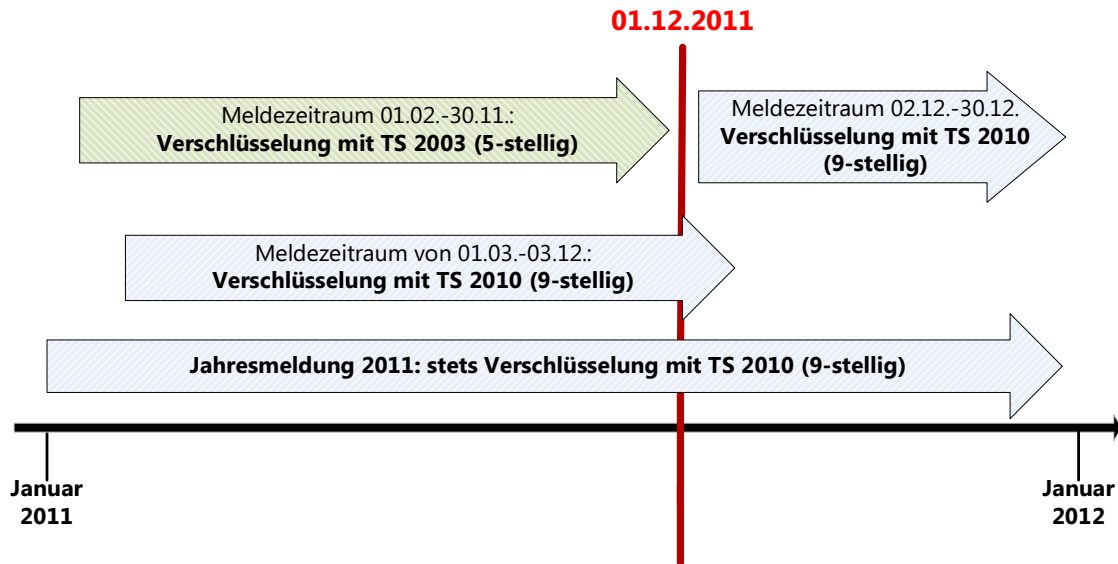 01.12.2011
Meldezeitraum 01.02.-30.11.:
Verschlüsselung mit TS 2003 (5-stellig)
Meldezeitraum 02.12.-30.12.
Verschlüsselung mit TS 2010
(9-stellig)
Meldezeitraum von 01.03.-03.12.:
Verschlüsselung mit TS 2010 (9-stellig)
Jahresmeldung 2011: stets Verschlüsselung mit TS 2010 (9-stellig)
Januar
2011
Januar
2012